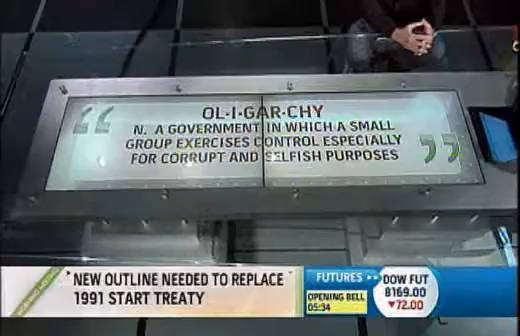 “
OL-I-GAR-CHY
N. A GOVERNMENT IN WHICH A SMALL
GROUP EXERCISES CONTROL ESPECIALLY
FOR CORRUPT AND SELFISH PURPOSES
”
NEW OUTLINE NEEDED TO REPLACE
1991 START TREATY
FUTURES
OPENING BELL
05:34
DOW FUT
8169.00
▼72.00